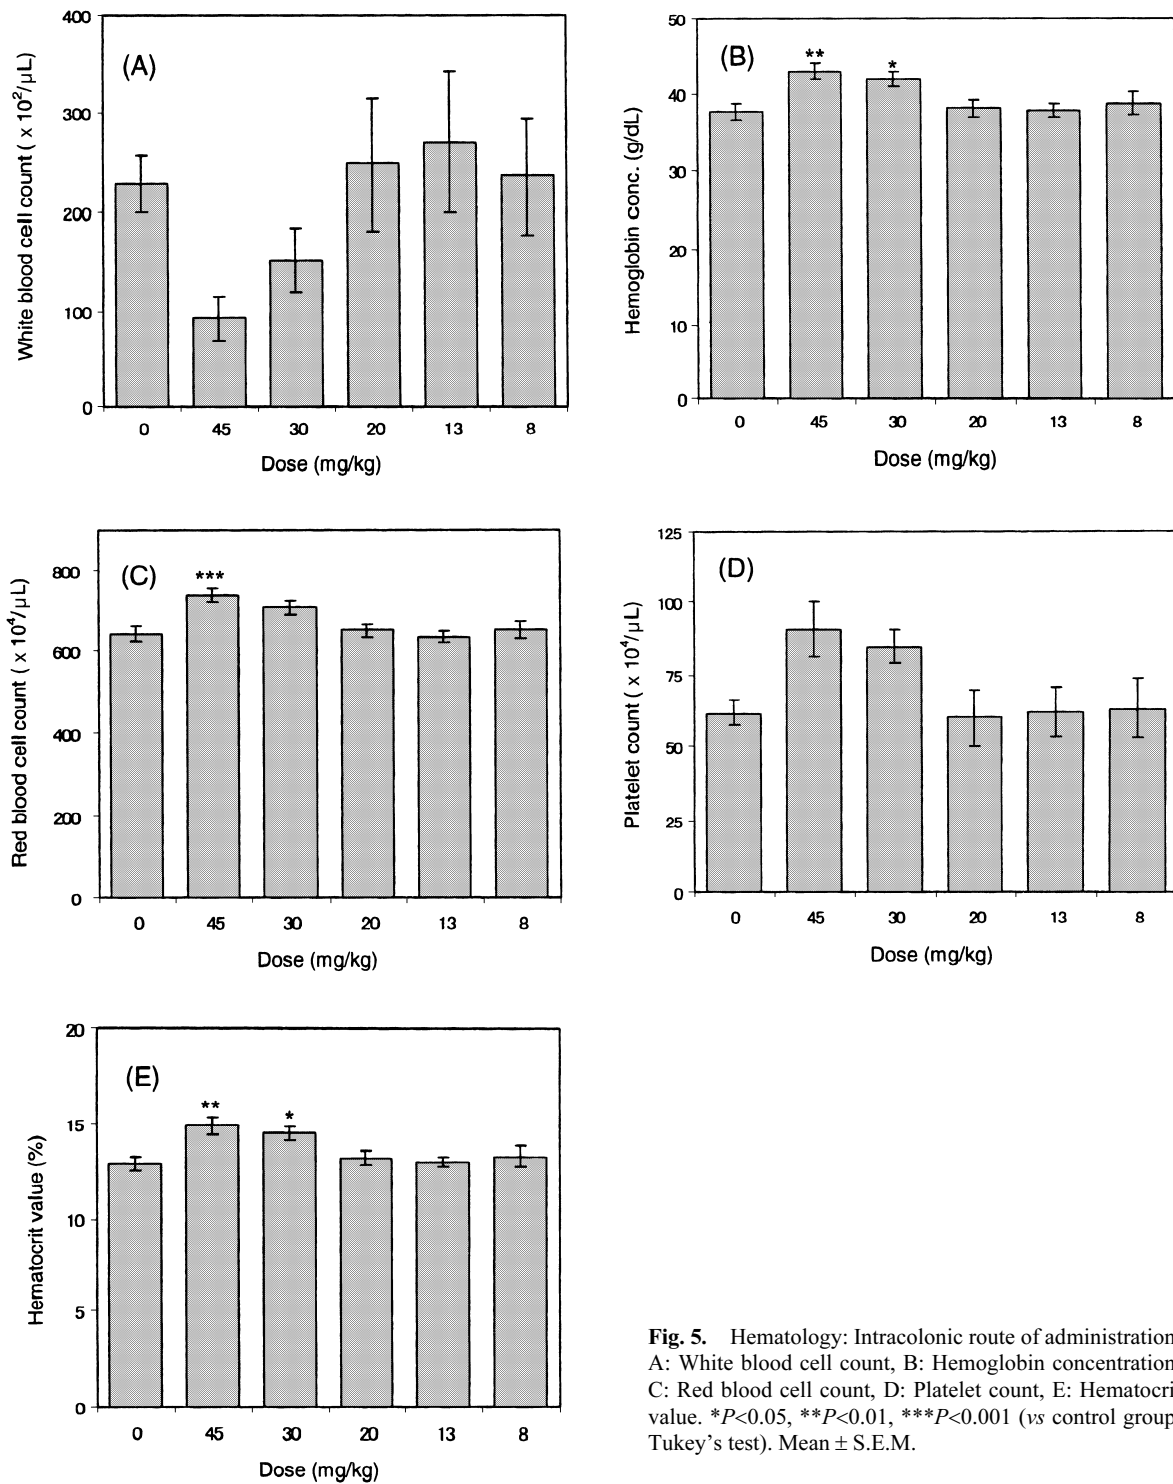 (A)
White blood cell count ( x 10²/µL)
400
300
200
100
0
0 45 30 20 13 8
Dose (mg/kg)
(B)
Hemoglobin conc. (g/dL)
50
40
30
20
10
0
** *
0 45 30 20 13 8
Dose (mg/kg)
(C)
Red blood cell count ( x 10⁴/µL)
800
600
400
200
0
***
0 45 30 20 13 8
Dose (mg/kg)
(D)
Platelet count ( x 10⁴/µL)
125
100
75
50
25
0
0 45 30 20 13 8
Dose (mg/kg)
(E)
Hematocrit value (%)
20
15
10
5
0
** *
0 45 30 20 13 8
Dose (mg/kg)
Fig. 5. Hematology: Intracolonic route of administration
A: White blood cell count, B: Hemoglobin concentration
C: Red blood cell count, D: Platelet count, E: Hematocri
value. *P<0.05, **P<0.01, ***P<0.001 (vs control group
Tukey's test). Mean ± S.E.M.